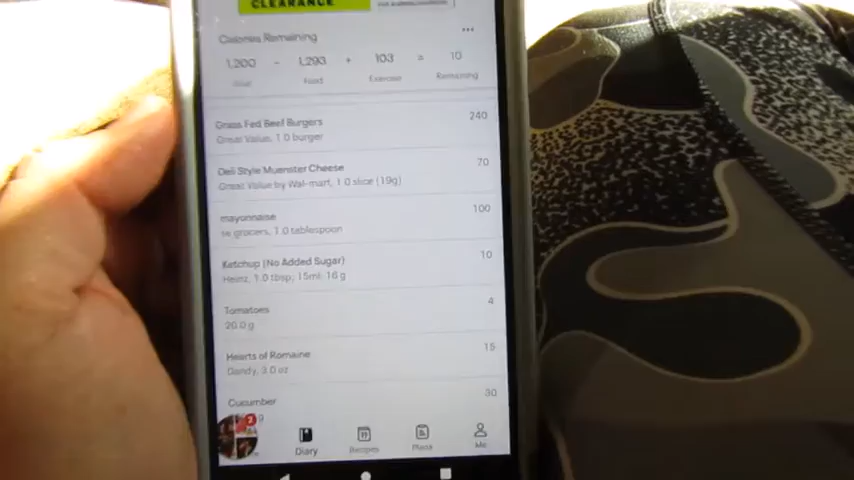 CLEARANCE
Calories Remaining
1,200 - 1,293 + 103 = 10
Goal Food Exercise Remaining
Grass Fed Beef Burgers 240
Great Value, 1.0 burger
Deli Style Muenster Cheese 70
Great Value by Wal-mart, 1.0 slice (19g)
mayonnaise 100
grocers, 1.0 tablespoon
Ketchup (No Added Sugar) 10
Heinz, 1.0 tbsp; 15ml; 16 g
Tomatoes 4
20.0 g
Hearts of Romaine 15
Dandy, 3.0 oz
Cucumber 30
2
Diary Recipes Plans Me